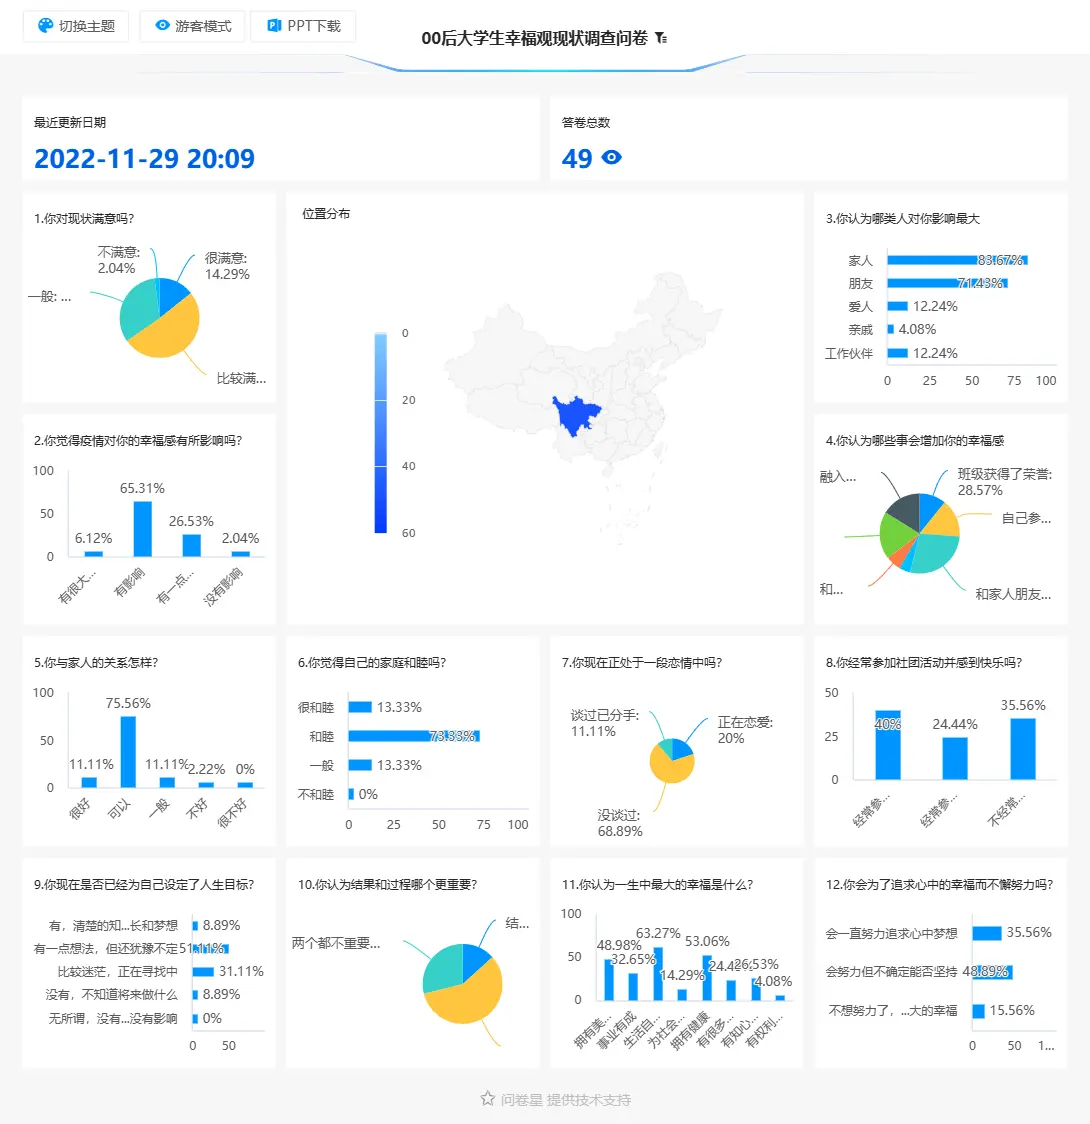 切换主题
游客模式
PPT下载
00后大学生幸福观现状调查问卷
最近更新日期
2022-11-29 20:09
答卷总数
49
1.你对现状满意吗?
不满意:
2.04%
很满意:
14.29%
一般: ...
比较满...
位置分布
0
20
40
60
3.你认为哪类人对你影响最大
家人
83.67%
朋友
71.43%
爱人
12.24%
亲戚
4.08%
工作伙伴
12.24%
0 25 50 75 100
2.你觉得疫情对你的幸福感有所影响吗?
100
50
0
6.12%
65.31%
26.53%
2.04%
有很大...
有影响
有一点...
没有影响
4.你认为哪些事会增加你的幸福感
融入...
班级获得了荣誉:
28.57%
自己参...
和...
和家人朋友...
5.你与家人的关系怎样?
100
50
0
11.11%
75.56%
11.11%
2.22%
0%
很好
可以
一般
不好
很不好
6.你觉得自己的家庭和睦吗?
很和睦
13.33%
和睦
73.33%
一般
13.33%
不和睦
0%
0 25 50 75 100
7.你现在正处于一段恋情中吗?
谈过已分手:
11.11%
正在恋爱:
20%
没谈过:
68.89%
8.你经常参加社团活动并感到快乐吗?
50
25
0
40%
24.44%
35.56%
经常参...
经常参...
不经常...
9.你现在是否已经为自己设定了人生目标?
有，清楚的知...长和梦想
8.89%
有一点想法，但还犹豫不定
51.11%
比较迷茫，正在寻找中
31.11%
没有，不知道将来做什么
8.89%
无所谓，没有...没有影响
0%
0 50
10.你认为结果和过程哪个更重要?
结...
两个都不重要...
11.你认为一生中最大的幸福是什么?
100
50
0
48.98%
32.65%
63.27%
14.29%
53.06%
26.53%
4.08%
拥有美...
事业有成
生活自...
为社会...
拥有健康
有很多...
有知心...
有权利...
12.你会为了追求心中的幸福而不懈努力吗?
会一直努力追求心中梦想
35.56%
会努力但不确定能否坚持
48.89%
不想努力了，...大的幸福
15.56%
0 50 1...
问卷星 提供技术支持